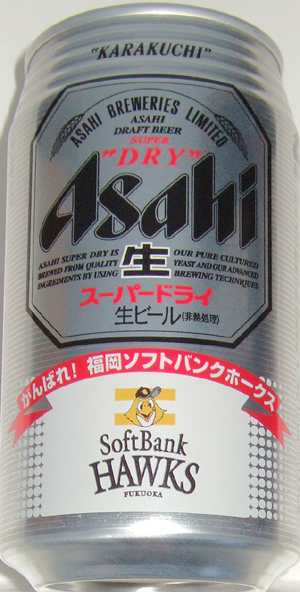 "KARAKUCHI"
ASAHI BREWERIES LIMITED
ASAHI
DRAFT BEER
SUPER
"DRY"
Asahi
ASAHI SUPER DRY IS
BREWED FROM QUALITY
INGREDIENTS BY USING
生
OUR PURE CULTURED
YEAST AND OUR ADVANCED
BREWING TECHNIQUES
スーパードライ
生ビール(非熱処理)
がんばれ!福岡ソフトバンクホークス
SoftBank
HAWKS
FUKUOKA